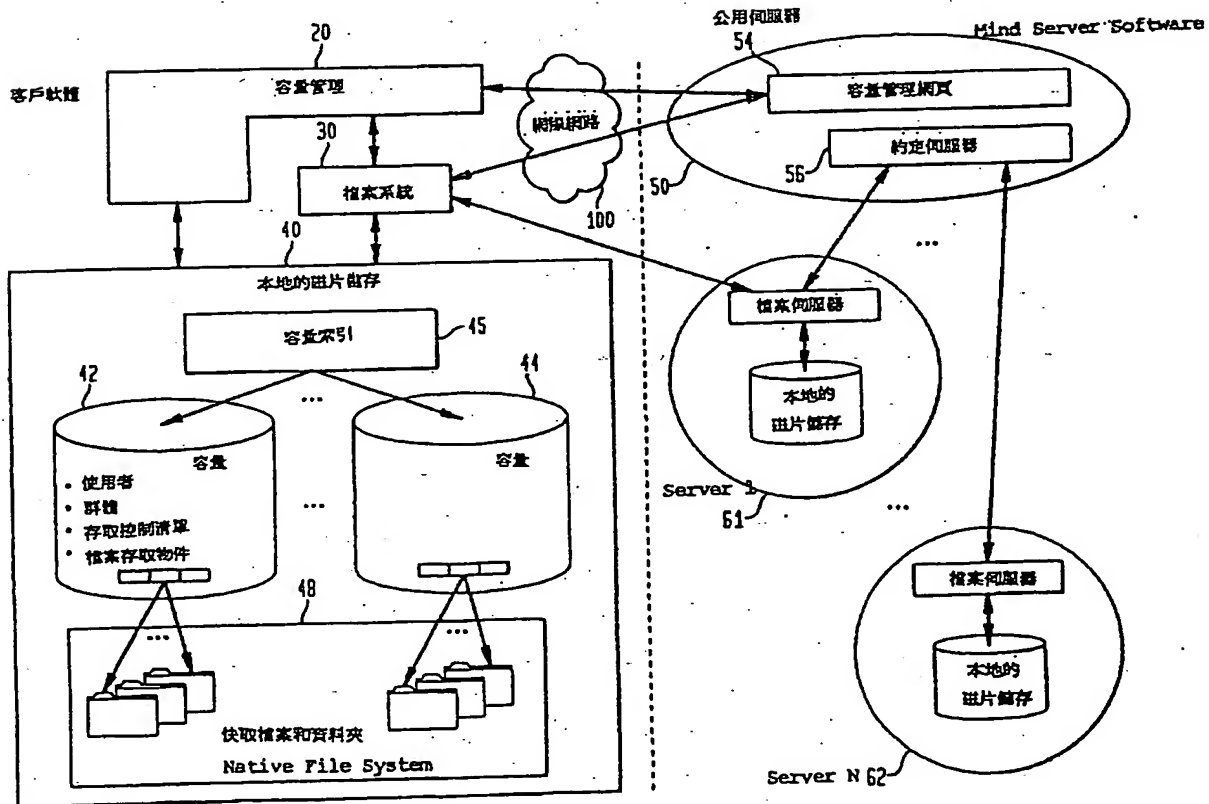 公用伺服器
Mind Server Software
20
54
客戶軟體
容量管理
容量管理網頁
30
網際網路
約定伺服器
56
50
檔案系統
100
40
...
本地的磁片儲存
檔案伺服器
容量索引
45
42
44
...
本地的
磁片儲存
容量
容量
• 使用者
• 群體
• 存取控制清單
• 檔案存取物件
...
Server 1
61
...
48
檔案伺服器
...
...
本地的
磁片儲存
快取檔案和資料夾
Native File System
Server N 62